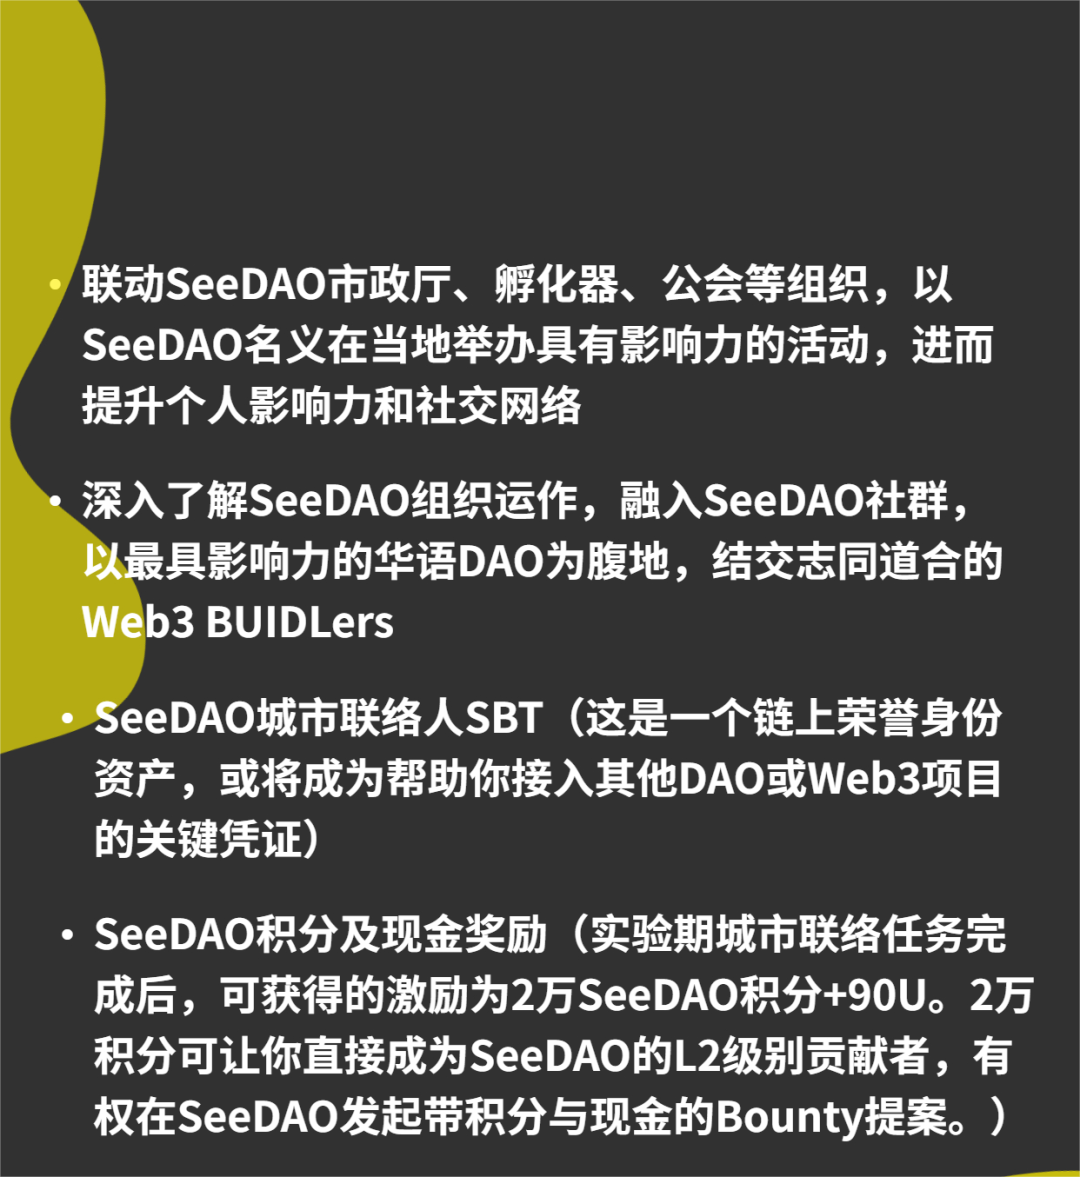 • 联动SeeDAO市政厅、孵化器、公会等组织，以
SeeDAO名义在当地举办具有影响力的活动，进而
提升个人影响力和社交网络
• 深入了解SeeDAO组织运作，融入SeeDAO社群，
以最具影响力的华语DAO为腹地，结交志同道合的
Web3 BUIDLers
• SeeDAO城市联络人SBT（这是一个链上荣誉身份
资产，或将成为帮助你接入其他DAO或Web3项目
的关键凭证）
• SeeDAO积分及现金奖励（实验期城市联络任务完
成后，可获得的激励为2万SeeDAO积分+90U。2万
积分可让你直接成为SeeDAO的L2级别贡献者，有
权在SeeDAO发起带积分与现金的Bounty提案。）